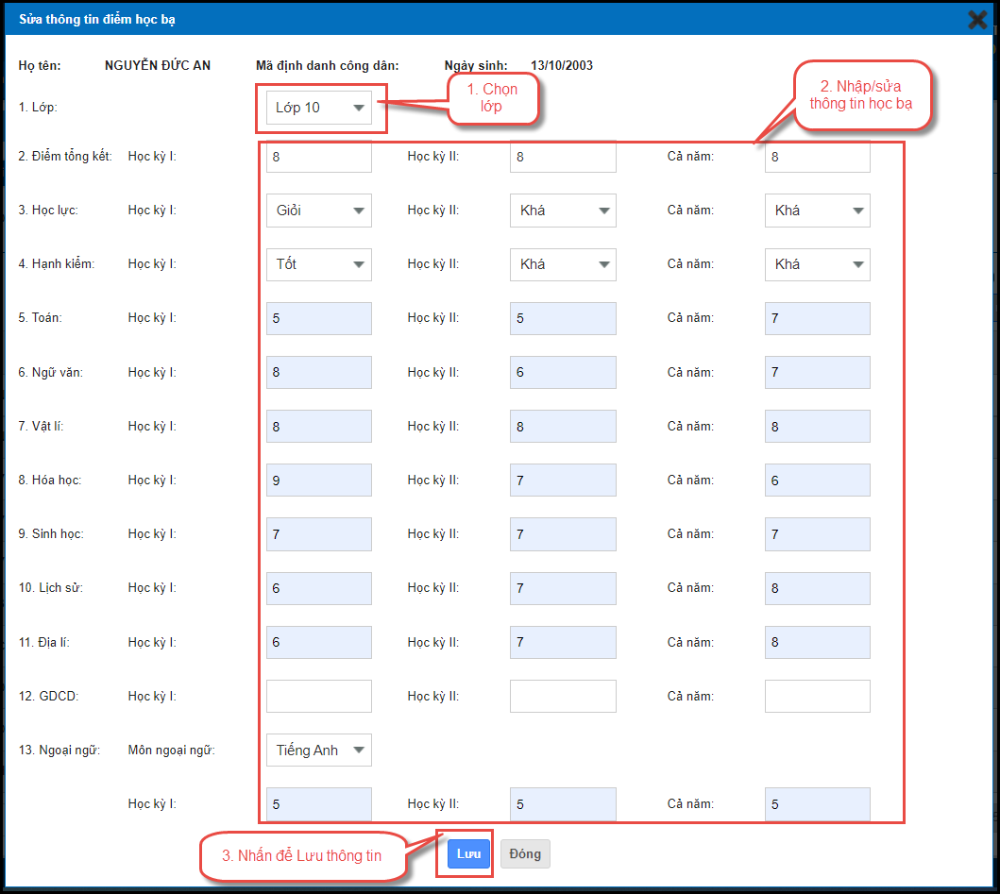 Sửa thông tin điểm học bạ
Họ tên: NGUYỄN ĐỨC AN Mã định danh công dân: Ngày sinh: 13/10/2003
1. Lớp: Lớp 10
1. Chọn
lớp
2. Nhập/sửa
thông tin học bạ
2. Điểm tổng kết: Học kỳ I: 8 Học kỳ II: 8 Cả năm: 8
3. Học lực: Học kỳ I: Giỏi Học kỳ II: Khá Cả năm: Khá
4. Hạnh kiểm: Học kỳ I: Tốt Học kỳ II: Khá Cả năm: Khá
5. Toán: Học kỳ I: 5 Học kỳ II: 5 Cả năm: 7
6. Ngữ văn: Học kỳ I: 8 Học kỳ II: 6 Cả năm: 7
7. Vật lí: Học kỳ I: 8 Học kỳ II: 8 Cả năm: 8
8. Hóa học: Học kỳ I: 9 Học kỳ II: 7 Cả năm: 6
9. Sinh học: Học kỳ I: 7 Học kỳ II: 7 Cả năm: 7
10. Lịch sử: Học kỳ I: 6 Học kỳ II: 7 Cả năm: 8
11. Địa lí: Học kỳ I: 6 Học kỳ II: 7 Cả năm: 8
12. GDCD: Học kỳ I: Học kỳ II: Cả năm:
13. Ngoại ngữ: Môn ngoại ngữ: Tiếng Anh
Học kỳ I: 5 Học kỳ II: 5 Cả năm: 5
3. Nhấn để Lưu thông tin
Lưu Đóng